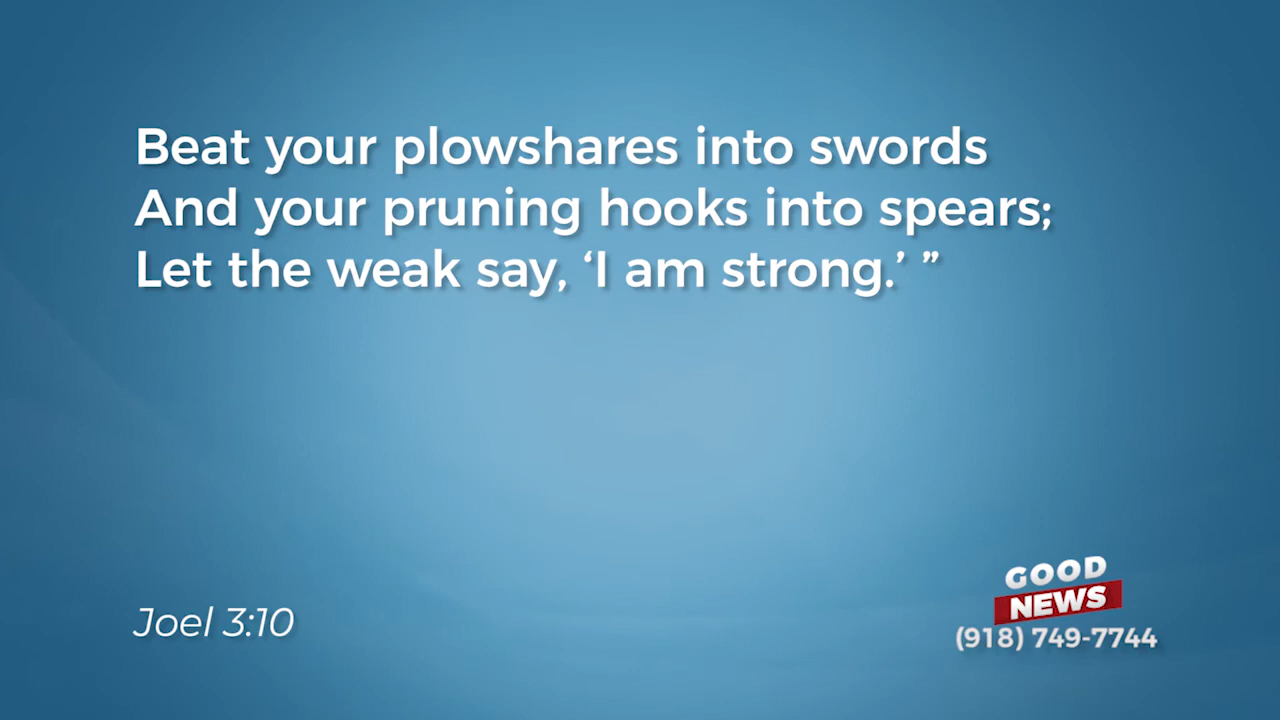 Beat your plowshares into swords
And your pruning hooks into spears;
Let the weak say, ‘I am strong.’ ”
Joel 3:10
GOOD
NEWS
(918) 749-7744